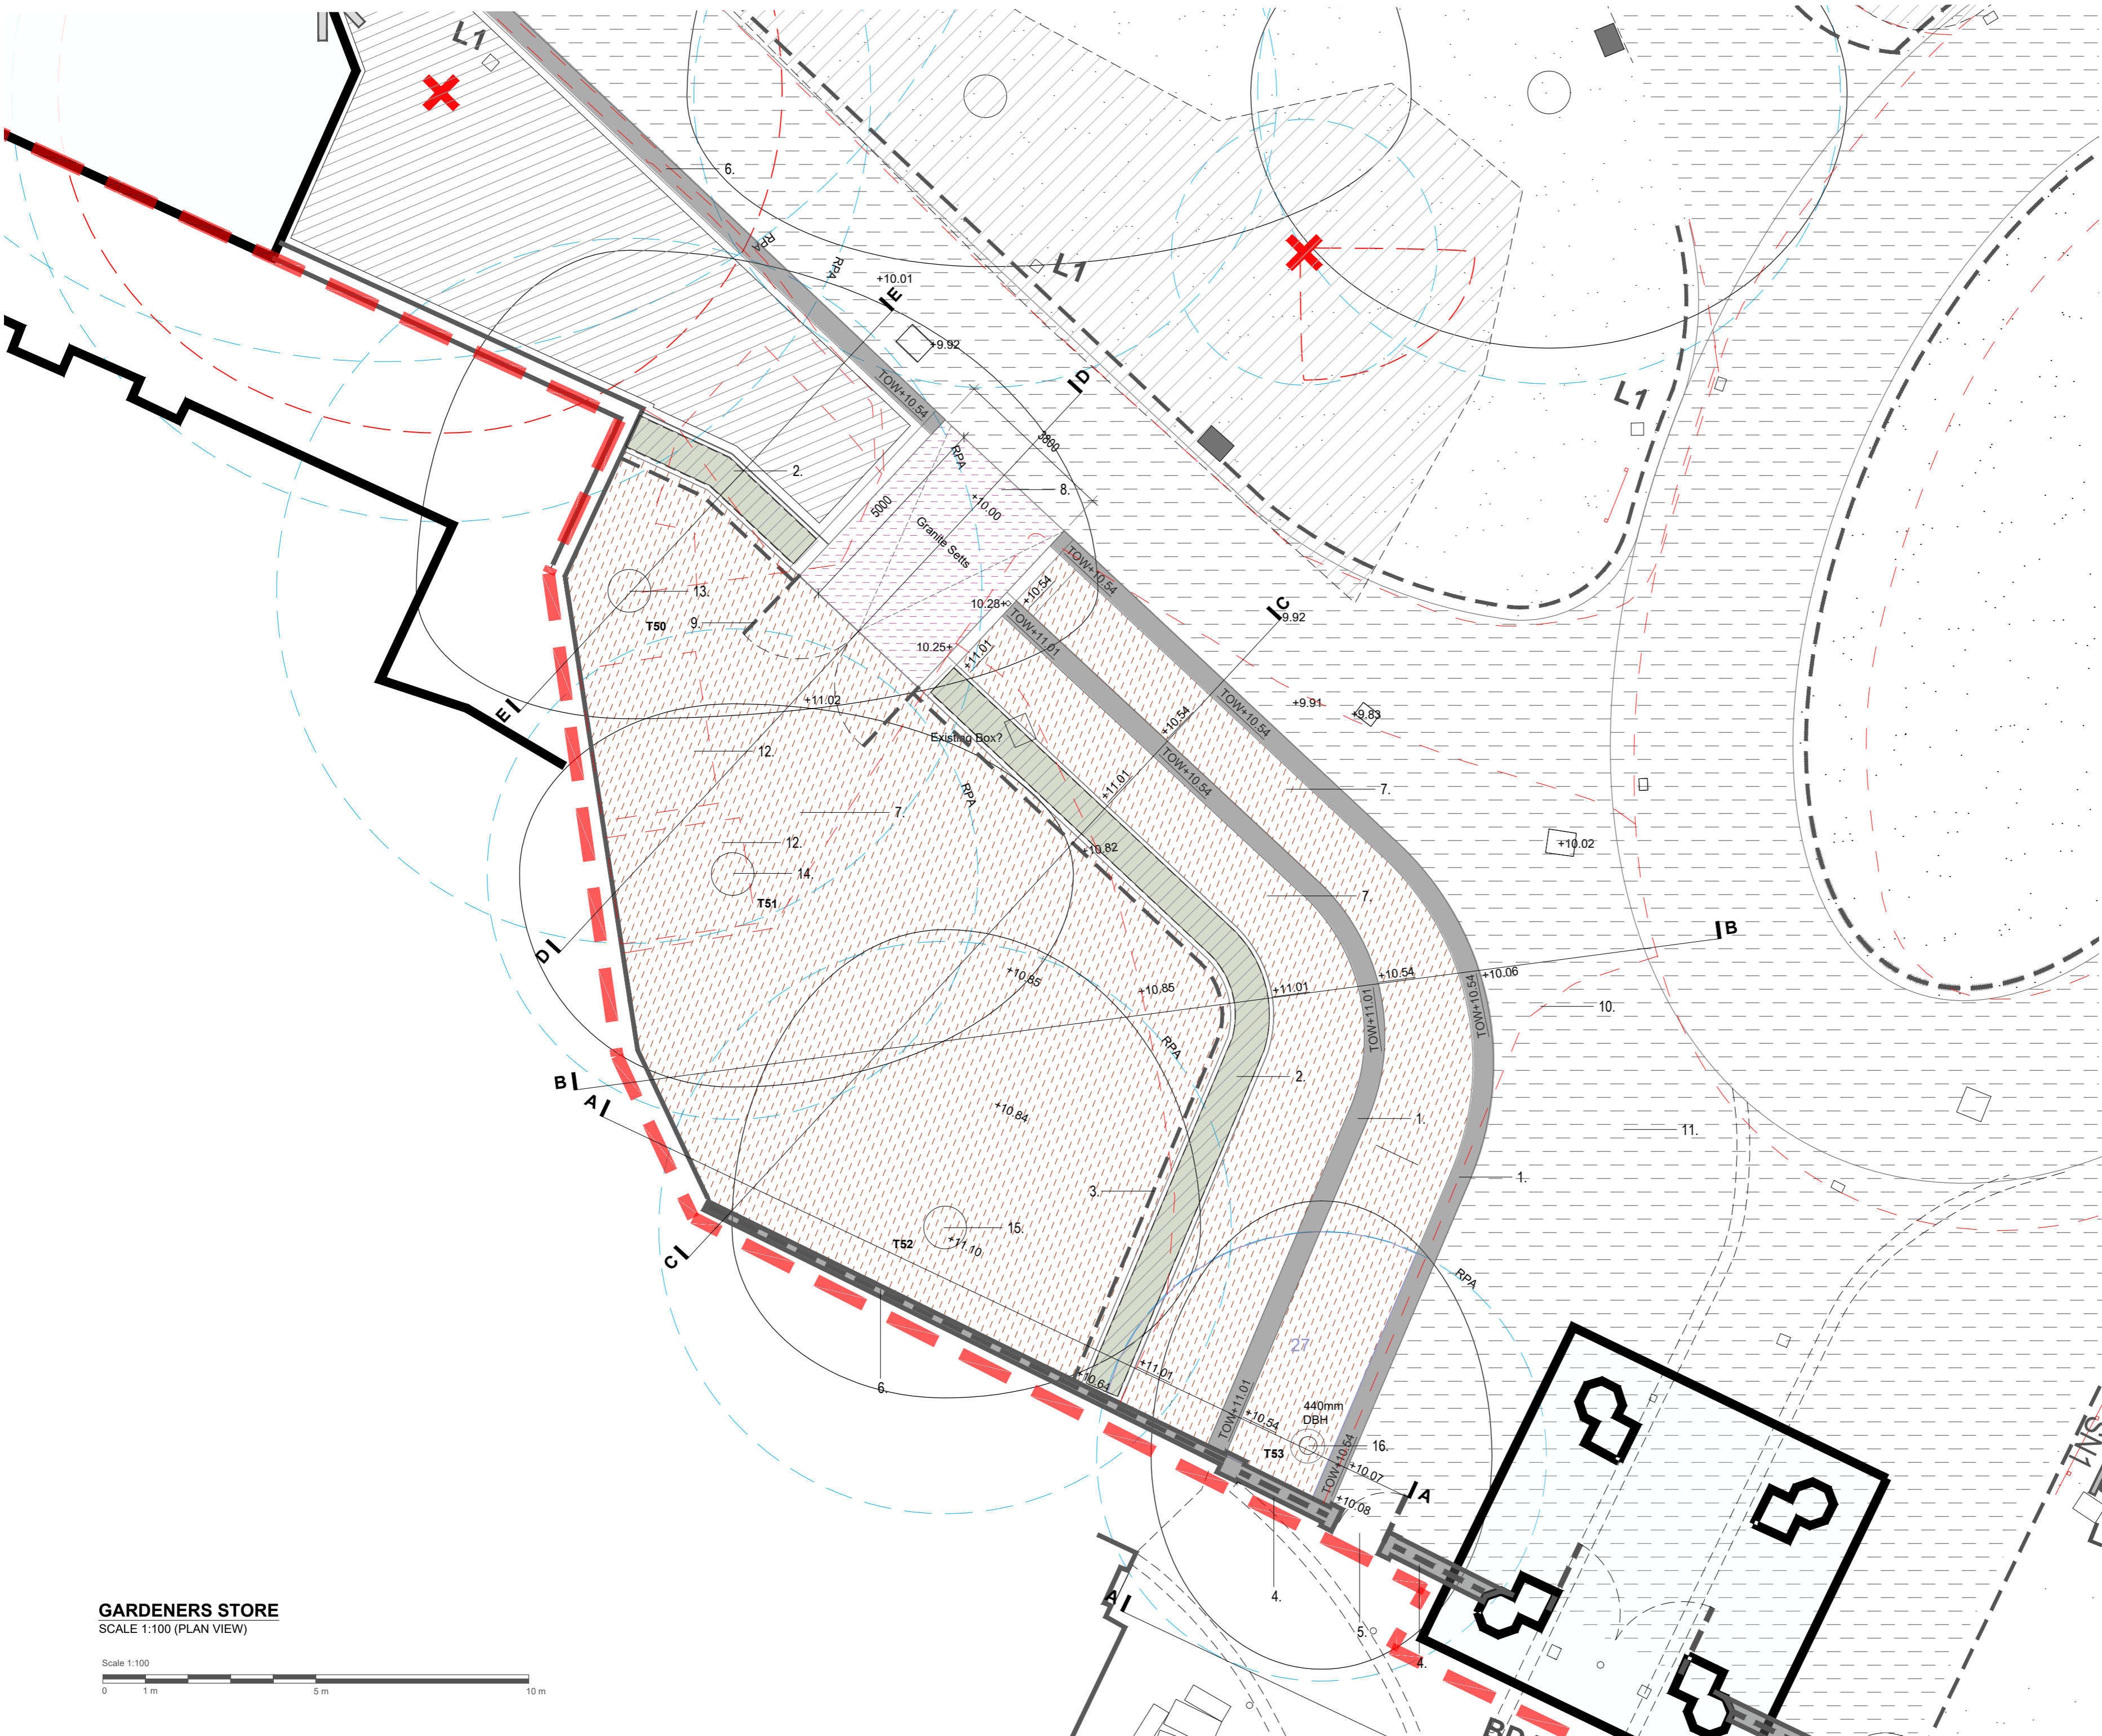 L1
6.
RPA
RPA
+10.01
E
L1
+9.92
D
TOW+10.54
L1
3800
RPA
2.
8.
5000
+10.00
Granite Setts
TOW+10.54
13.
+10.54
10.28+
C
9.92
T50
9.
TOW+11.01
10.25+
+11.01
+11.02
E
TOW+10.54
+9.91
+9.83
+10.54
Existing Box?
12.
TOW+10.54
+11.01
RPA
7.
7.
12.
+10.82
+10.02
14.
7.
T51
B
D
+10.85
+10.54
+10.06
+10.85
+11.01
10.
TOW+11.01
TOW+10.54
RPA
B
2.
A
+10.84
1.
11.
1.
3.
15.
T52
+11.10
C
RPA
27
+11.01
6.
+10.64
TOW+11.01
+10.54
440mm
DBH
16.
T53
TOW+10.54
+10.07
A
+10.08
SN1
A
4.
5.
4.
GARDENERS STORE
SCALE 1:100 (PLAN VIEW)
Scale 1:100
0 1 m 5 m 10 m